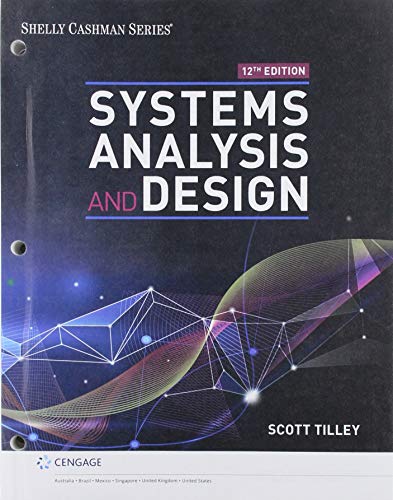 SHELLY CASHMAN SERIES®
12TH EDITION
SYSTEMS
ANALYSIS
AND DESIGN
SCOTT TILLEY
CENGAGE
Australia • Brazil • Mexico • Singapore • United Kingdom • United States